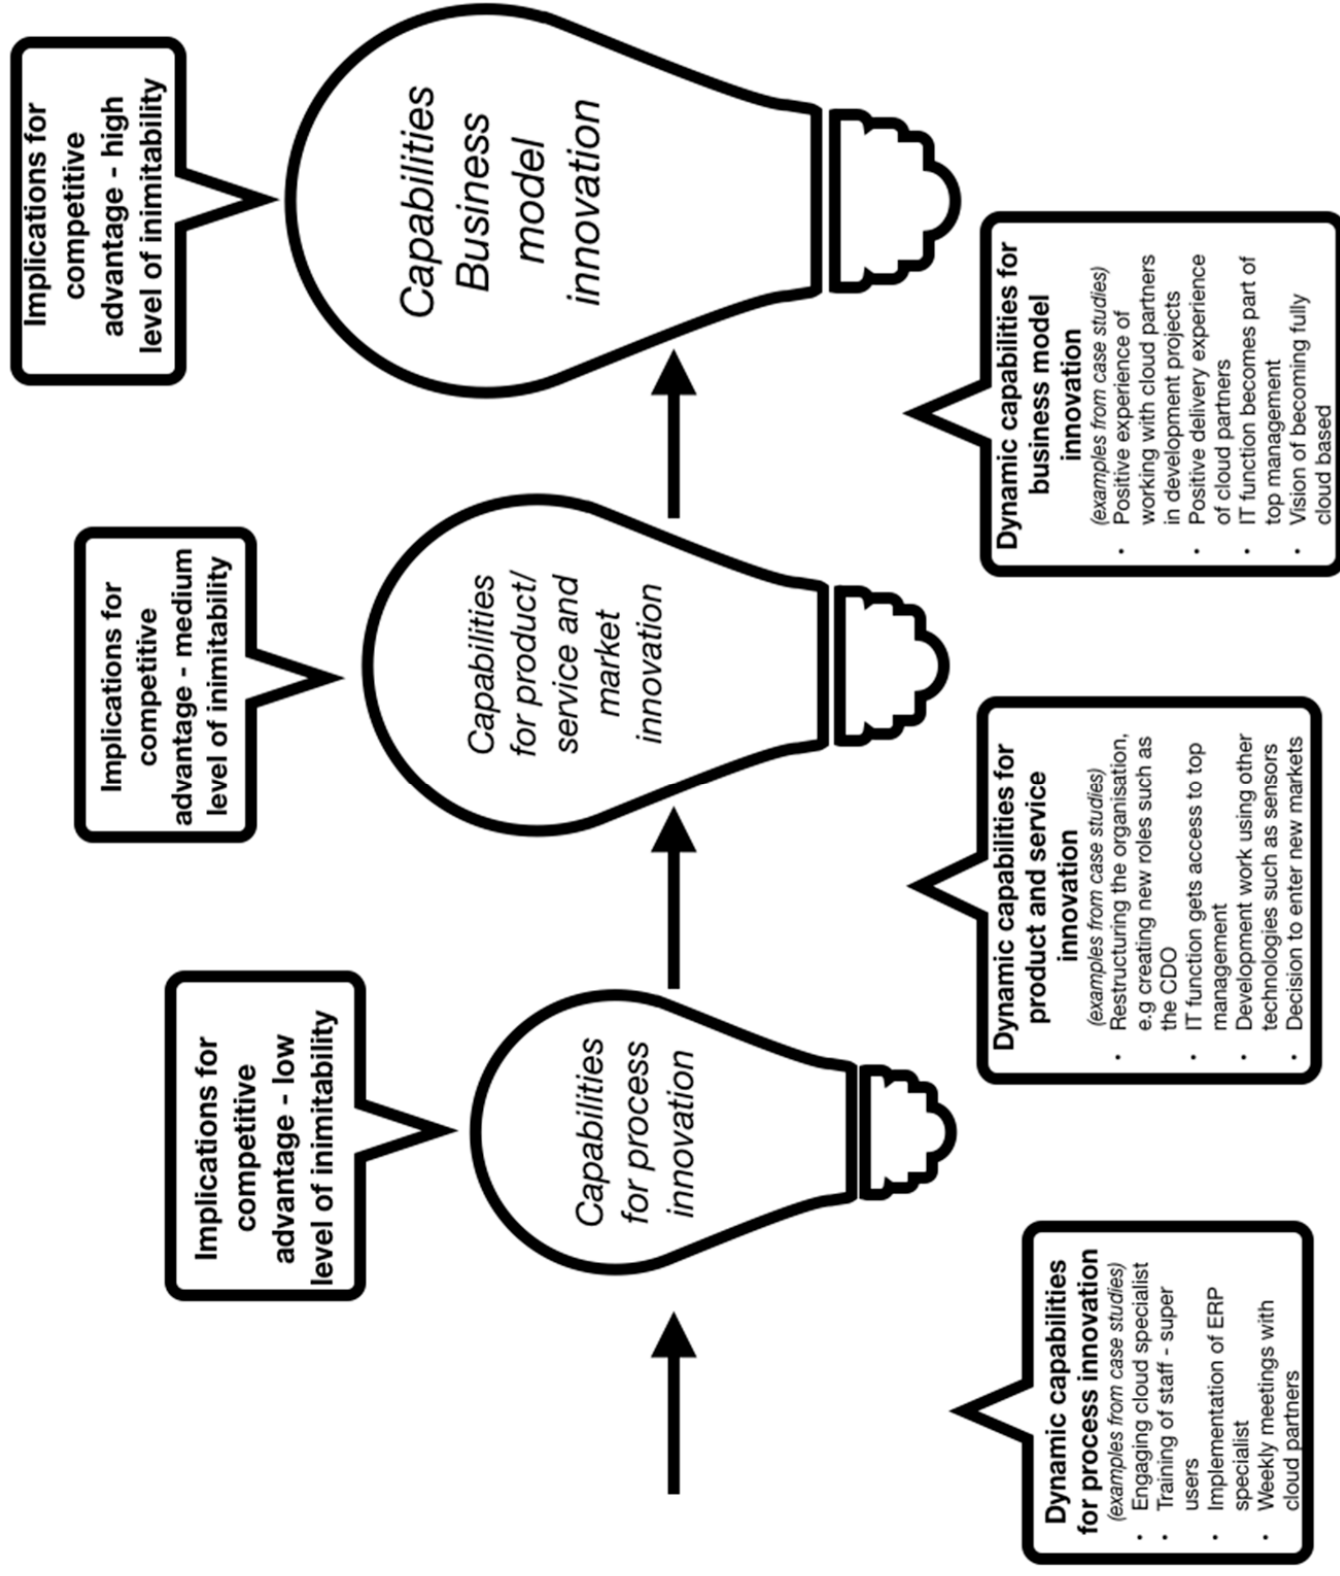 Implications for
competitive
advantage - low
level of inimitability
Implications for
competitive
advantage - medium
level of inimitability
Implications for
competitive
advantage - high
level of inimitability
Capabilities
for process
innovation
Capabilities
for product/
service and
market
innovation
Capabilities
Business
model
innovation
Dynamic capabilities
for process innovation
(examples from case studies)
• Engaging cloud specialist
• Training of staff - super
users
• Implementation of ERP
specialist
• Weekly meetings with
cloud partners
Dynamic capabilities for
product and service
innovation
(examples from case studies)
• Restructuring the organisation,
e.g creating new roles such as
the CDO
• IT function gets access to top
management
• Development work using other
technologies such as sensors
• Decision to enter new markets
Dynamic capabilities for
business model
innovation
(examples from case studies)
• Positive experience of
working with cloud partners
in development projects
• Positive delivery experience
of cloud partners
• IT function becomes part of
top management
• Vision of becoming fully
cloud based